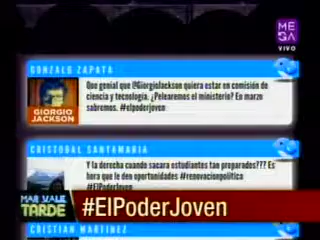 MEGA
VIVO
GONZALO ZAPATA
Que genial que @GiorgioJackson quiera estar en comisión de
ciencia y tecnología. ¿Pelearemos el ministerio? En marzo
sabremos. #elpoderjoven
GIORGIO
JACKSON
CRISTOBAL SANTAMARIA
Y la derecha cuando sacara estudiantes tan preparados??? Es
hora que le den oportunidades #renovacionpolitica
#ElPoderJoven
MAS VALE
TARDE
#ElPoderJoven
CRISTIAN MARTINEZ